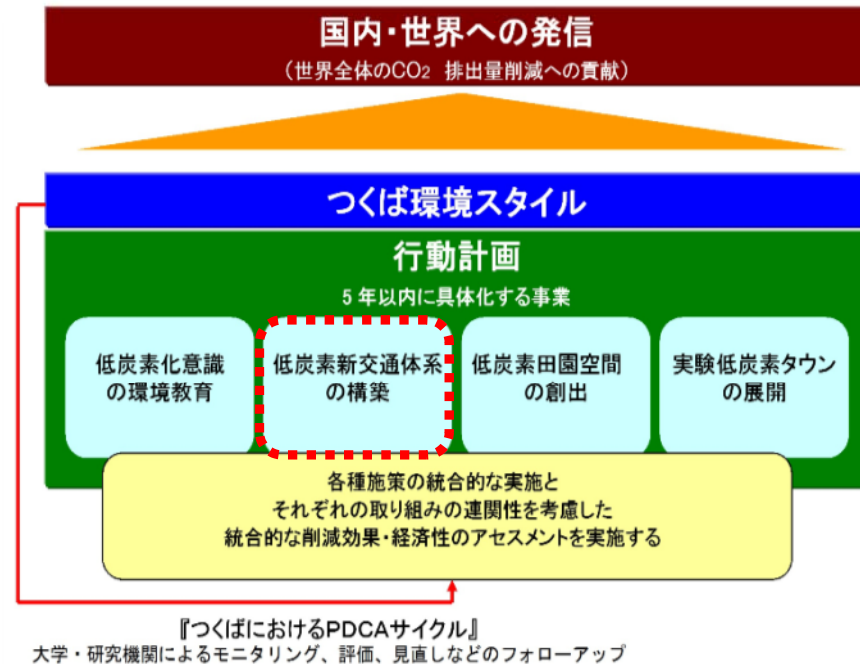 国内・世界への発信
（世界全体のCO2 排出量削減への貢献）
つくば環境スタイル
行動計画
5年以内に具体化する事業
低炭素化意識
の環境教育
低炭素新交通体系
の構築
低炭素田園空間
の創出
実験低炭素タウン
の展開
各種施策の統合的な実施と
それぞれの取り組みの連関性を考慮した
統合的な削減効果・経済性のアセスメントを実施する
『つくばにおけるPDCAサイクル』
大学・研究機関によるモニタリング、評価、見直しなどのフォローアップ